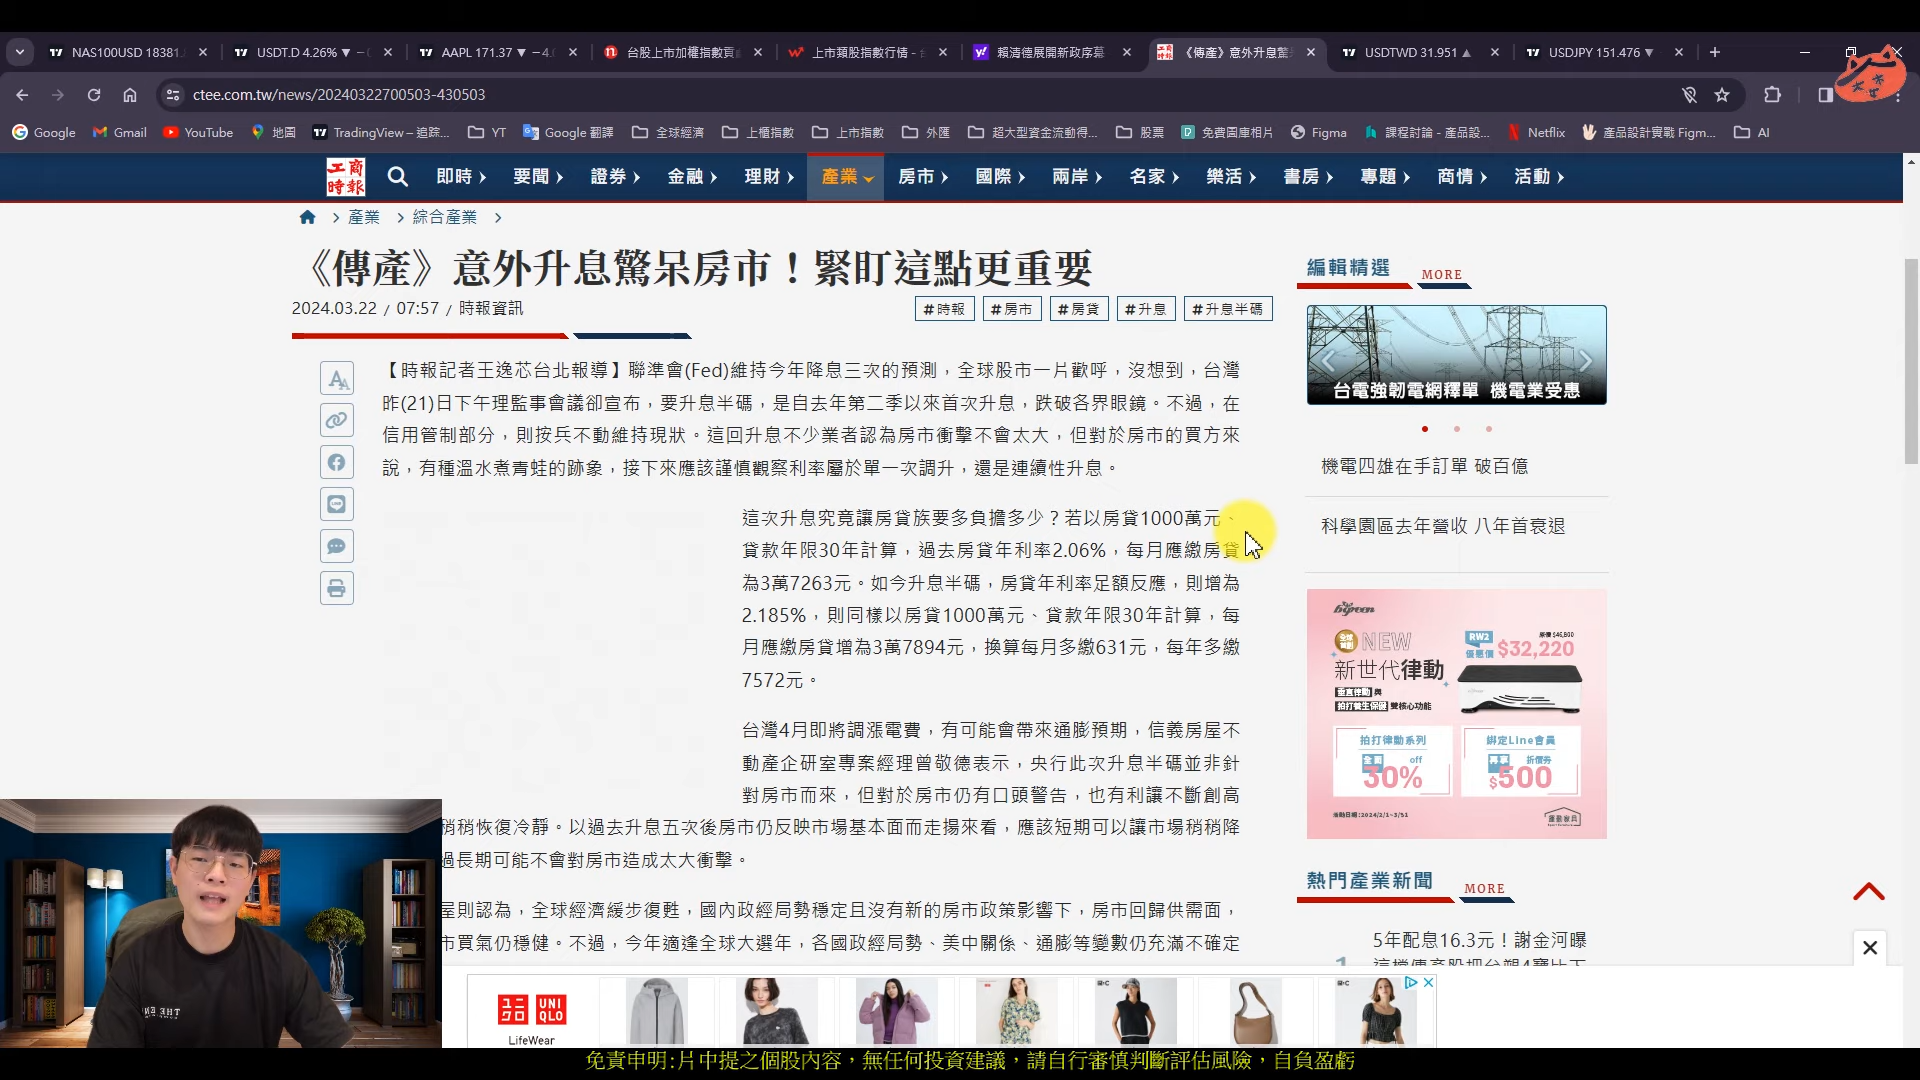 NAS100USD 18381.
USDT.D 4.26% ▼ −
AAPL 171.37 ▼ −4.
台股上市加權指數貢
上市類股指數行情 -
賴清德展開新政序幕
《傳產》意外升息驚
USDTWD 31.951 ▲
USDJPY 151.476 ▼
ctee.com.tw/news/20240322700503-430503
Google
Gmail
YouTube
地圖
TradingView – 追踪...
YT
Google 翻譯
全球經濟
上櫃指數
上市指數
外匯
超大型資金流動得...
股票
免費圖庫相片
Figma
課程討論 - 產品設...
Netflix
產品設計實戰 Figm...
AI
工商時報
即時
要聞
證券
金融
理財
產業
房市
國際
兩岸
名家
樂活
書房
專題
商情
活動
產業 > 綜合產業 >
《傳產》意外升息驚呆房市！緊盯這點更重要
2024.03.22 / 07:57 / 時報資訊
#時報
#房市
#房貸
#升息
#升息半碼
【時報記者王逸芯台北報導】聯準會(Fed)維持今年降息三次的預測，全球股市一片歡呼，沒想到，台灣
昨(21)日下午理監事會議卻宣布，要升息半碼，是自去年第二季以來首次升息，跌破各界眼鏡。不過，在
信用管制部分，則按兵不動維持現狀。這回升息不少業者認為房市衝擊不會太大，但對於房市的買方來
說，有種溫水煮青蛙的跡象，接下來應該謹慎觀察利率屬於單一次調升，還是連續性升息。
這次升息究竟讓房貸族要多負擔多少？若以房貸1000萬元、
貸款年限30年計算，過去房貸年利率2.06%，每月應繳房貸
為3萬7263元。如今升息半碼，房貸年利率足額反應，則增為
2.185%，則同樣以房貸1000萬元、貸款年限30年計算，每
月應繳房貸增為3萬7894元，換算每月多繳631元，每年多繳
7572元。
台灣4月即將調漲電費，有可能會帶來通膨預期，信義房屋不
動產企研室專案經理曾敬德表示，央行此次升息半碼並非針
對房市而來，但對於房市仍有口頭警告，也有利讓不斷創高
稍稍恢復冷靜。以過去升息五次後房市仍反映市場基本面而走揚來看，應該短期可以讓市場稍稍降
過長期可能不會對房市造成太大衝擊。
屋則認為，全球經濟緩步復甦，國內政經局勢穩定且沒有新的房市政策影響下，房市回歸供需面，
市買氣仍穩健。不過，今年適逢全球大選年，各國政經局勢、美中關係、通膨等變數仍充滿不確定
編輯精選
MORE
台電強韌電網釋單 機電業受惠
機電四雄在手訂單 破百億
科學園區去年營收 八年首衰退
NEW
新世代律動
RW2
優惠價
$32,220
垂直律動 與
拍打養生保健 雙核心功能
拍打律動系列
全面
off
30%
綁定Line會員
再享
折價券
$500
活動日期:2024/2/1~3/51
熱門產業新聞
MORE
1
5年配息16.3元！謝金河曝
UNI
QLO
LifeWear
THE
免責申明:片中提之個股內容，無任何投資建議，請自行審慎判斷評估風險，自負盈虧